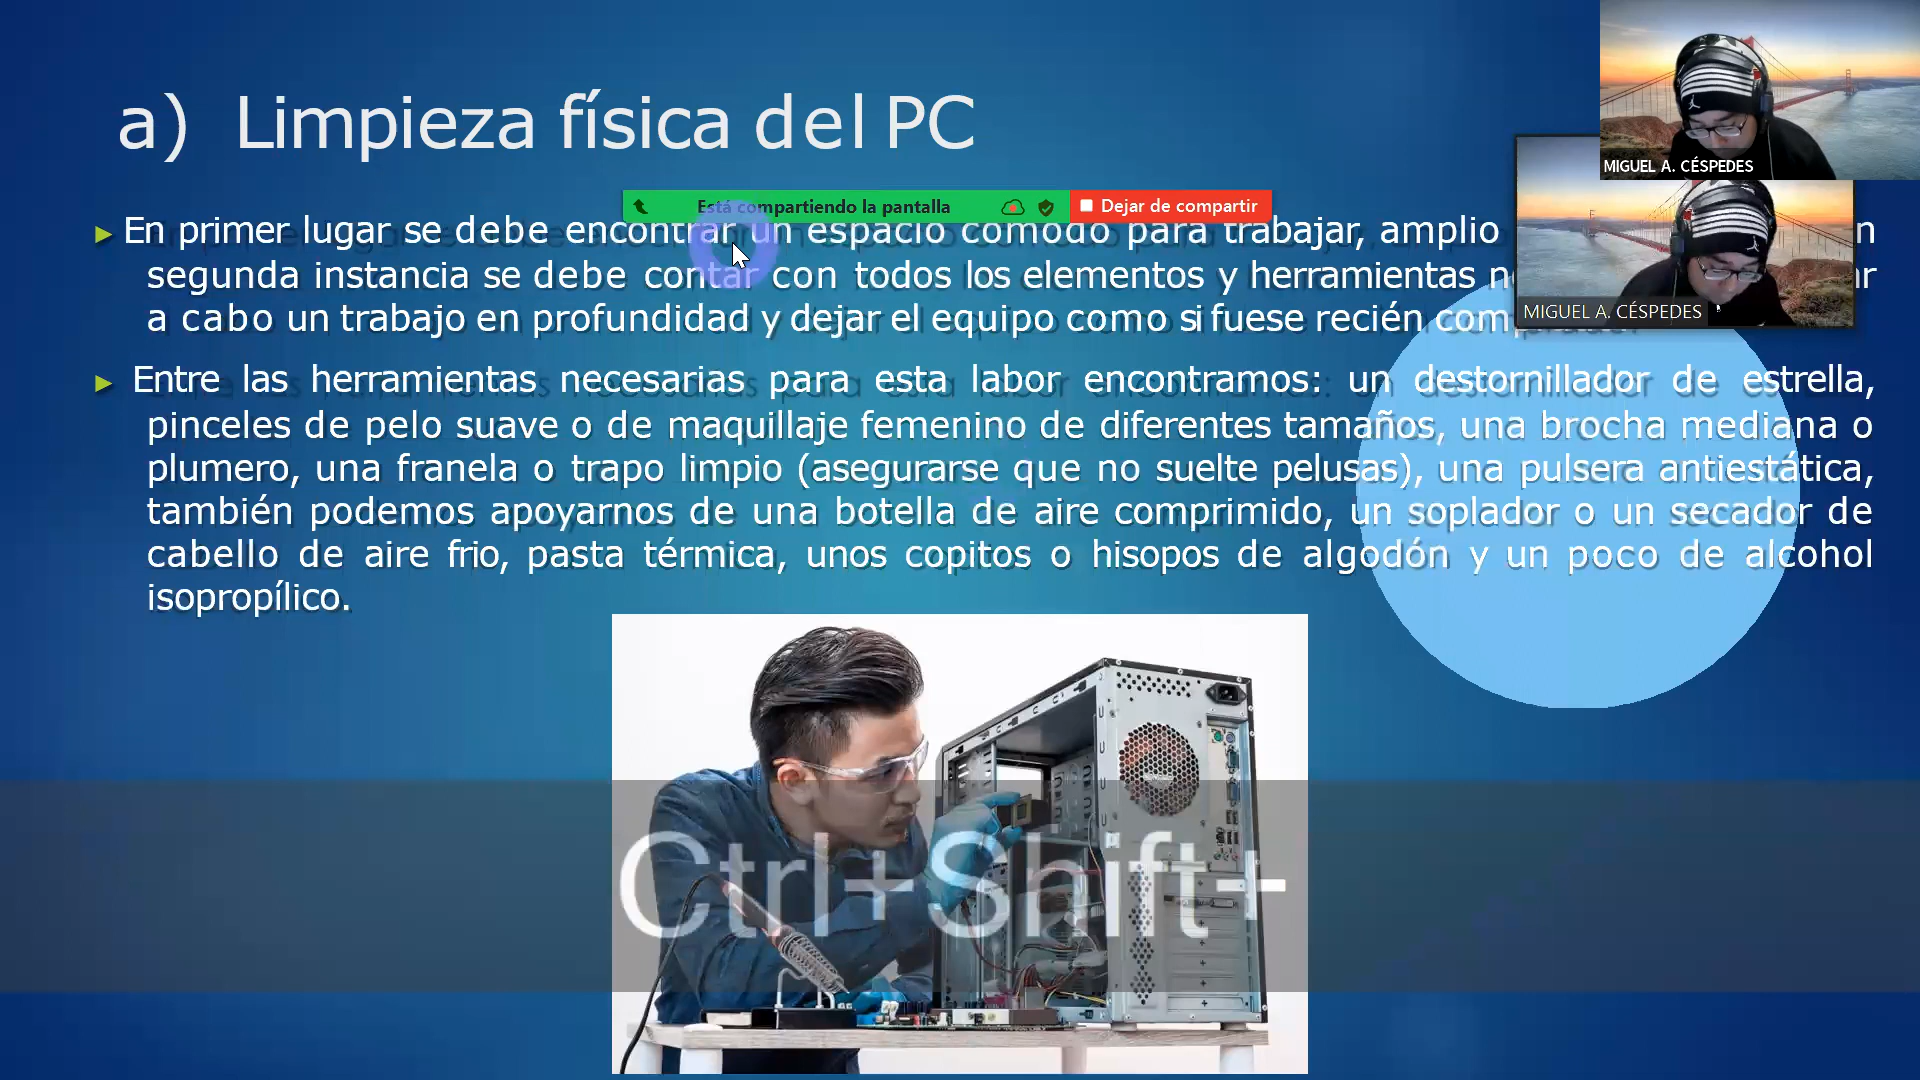 a) Limpieza física del PC
MIGUEL A. CÉSPEDES
Está compartiendo la pantalla
Dejar de compartir
► En primer lugar se debe encontrar un espacio cómodo para trabajar, amplio
segunda instancia se debe contar con todos los elementos y herramientas
a cabo un trabajo en profundidad y dejar el equipo como si fuese recién
MIGUEL A. CÉSPEDES
► Entre las herramientas necesarias para esta labor encontramos: un destornillador de estrella,
pinceles de pelo suave o de maquillaje femenino de diferentes tamaños, una brocha mediana o
plumero, una franela o trapo limpio (asegurarse que no suelte pelusas), una pulsera antiestática,
también podemos apoyarnos de una botella de aire comprimido, un soplador o un secador de
cabello de aire frio, pasta térmica, unos copitos o hisopos de algodón y un poco de alcohol
isopropílico.
Ctrl+Shift+